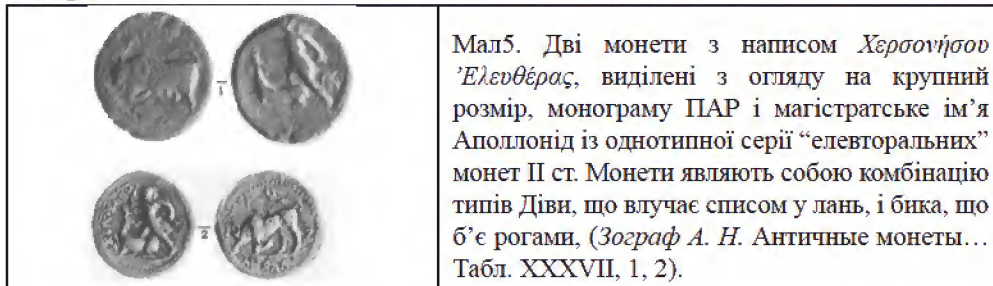 Мал5. Дві монети з написом Χερσονήσου
Ἐλευθέρας, виділені з огляду на крупний
розмір, монограму ПАР і магістратське ім’я
Аполлонід із однотипної серії “елевторальних”
монет II ст. Монети являють собою комбінацію
типів Діви, що влучає списом у лань, і бика, що
б’є рогами, (Зограф А. Н. Античные монеты…
Табл. XXXVII, 1, 2).
1
2